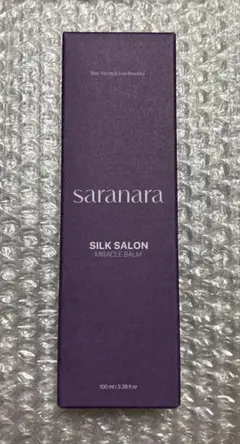 Stay Young & Live Beautiful
saranara
SILK SALON
MIRACLE BALM
100 ml / 3.38 fl.oz